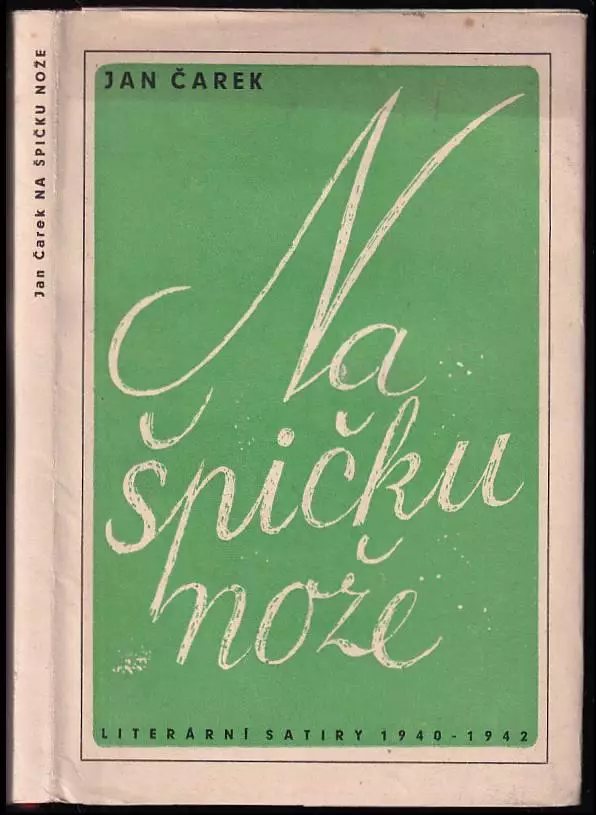 Jan Čarek NA ŠPIČKU NOŽE
JAN ČAREK
Na
špičku
nože
LITERÁRNÍ SATIRY 1940-1942